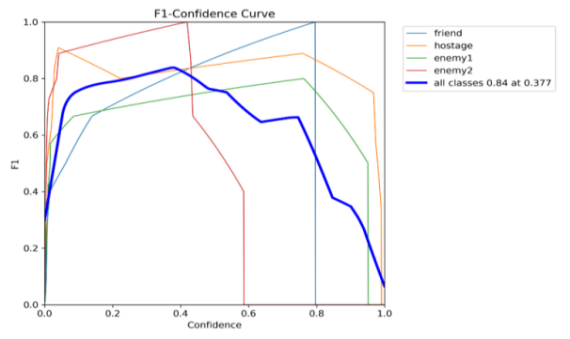 F1-Confidence Curve
1.0
0.8
0.6
0.4
0.2
0.0
F1
0.0 0.2 0.4 0.6 0.8 1.0
Confidence
friend
hostage
enemy1
enemy2
all classes 0.84 at 0.377